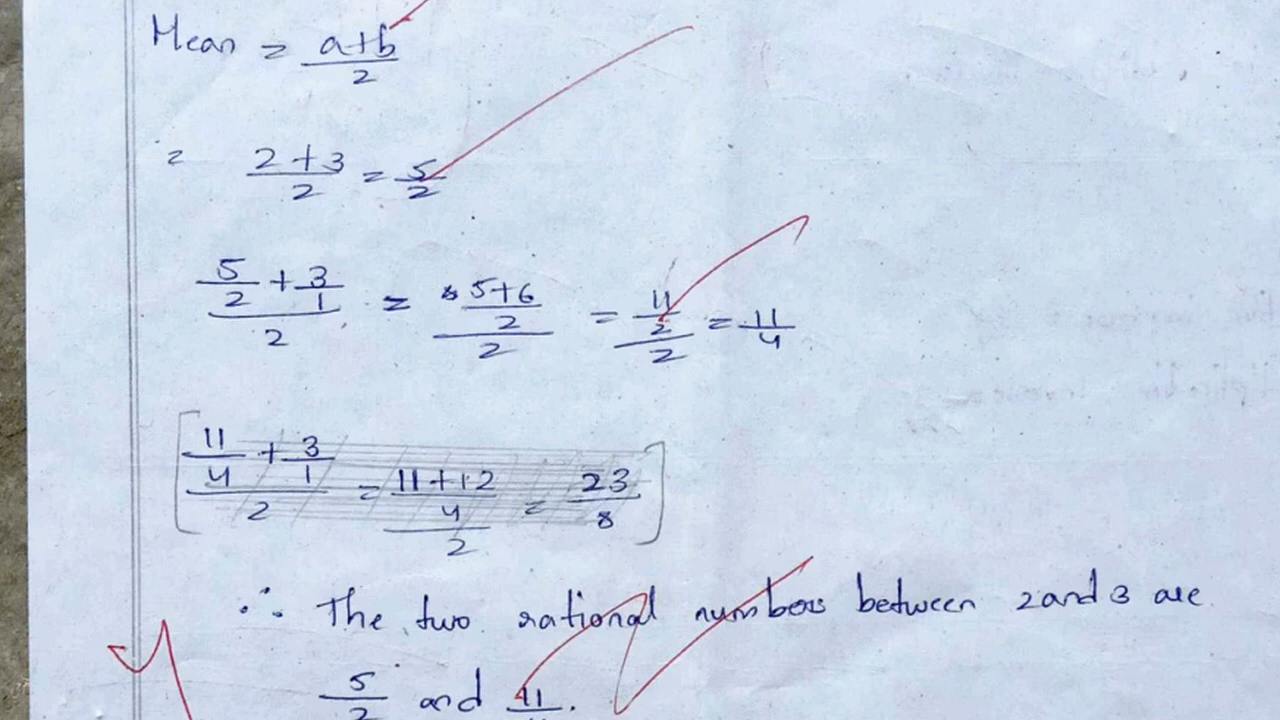 Mean = (a+b)/2
= (2+3)/2 = 5/2
(5/2 + 3/1)/2 = ((5+6)/2)/2 = (11/2)/2 = 11/4
[(11/4 + 3/1)/2 = ((11+12)/4)/2 = 23/8]
∴ The two rational numbers between 2 and 3 are
5/2 and 11/4.